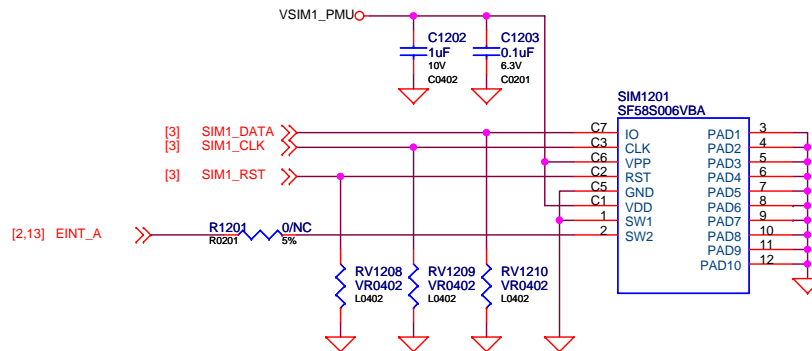 VSIM1_PMU
C1202
1uF
10V
C0402
C1203
0.1uF
6.3V
C0201
SIM1201
SF58S006VBA
[3] SIM1_DATA
[3] SIM1_CLK
[3] SIM1_RST
[2,13] EINT_A
R1201 0/NC
R0201 5%
C7 IO PAD1 3
C3 CLK PAD2 4
C6 VPP PAD3 5
C2 RST PAD4 6
C5 GND PAD5 7
C1 VDD PAD6 8
1 SW1 PAD7 9
2 SW2 PAD8 10
PAD9 11
PAD10 12
RV1208
VR0402
L0402
RV1209
VR0402
L0402
RV1210
VR0402
L0402